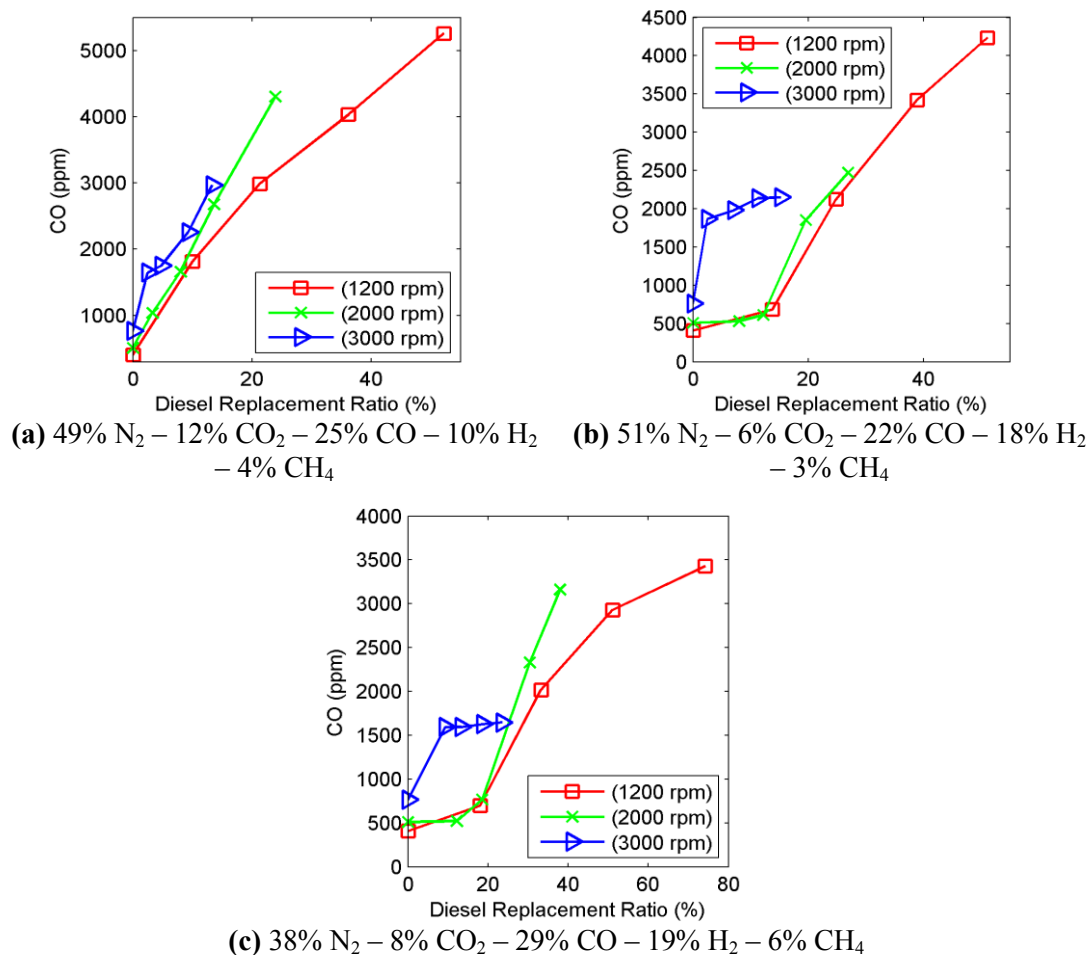 5000
4000
3000
2000
1000
CO (ppm)
(1200 rpm)
(2000 rpm)
(3000 rpm)
0 20 40
Diesel Replacement Ratio (%)
(a) 49% N₂ – 12% CO₂ – 25% CO – 10% H₂
– 4% CH₄
4500
4000
3500
3000
2500
2000
1500
1000
500
0
CO (ppm)
(1200 rpm)
(2000 rpm)
(3000 rpm)
0 20 40
Diesel Replacement Ratio (%)
(b) 51% N₂ – 6% CO₂ – 22% CO – 18% H₂
– 3% CH₄
4000
3500
3000
2500
2000
1500
1000
500
0
CO (ppm)
(1200 rpm)
(2000 rpm)
(3000 rpm)
0 20 40 60 80
Diesel Replacement Ratio (%)
(c) 38% N₂ – 8% CO₂ – 29% CO – 19% H₂ – 6% CH₄